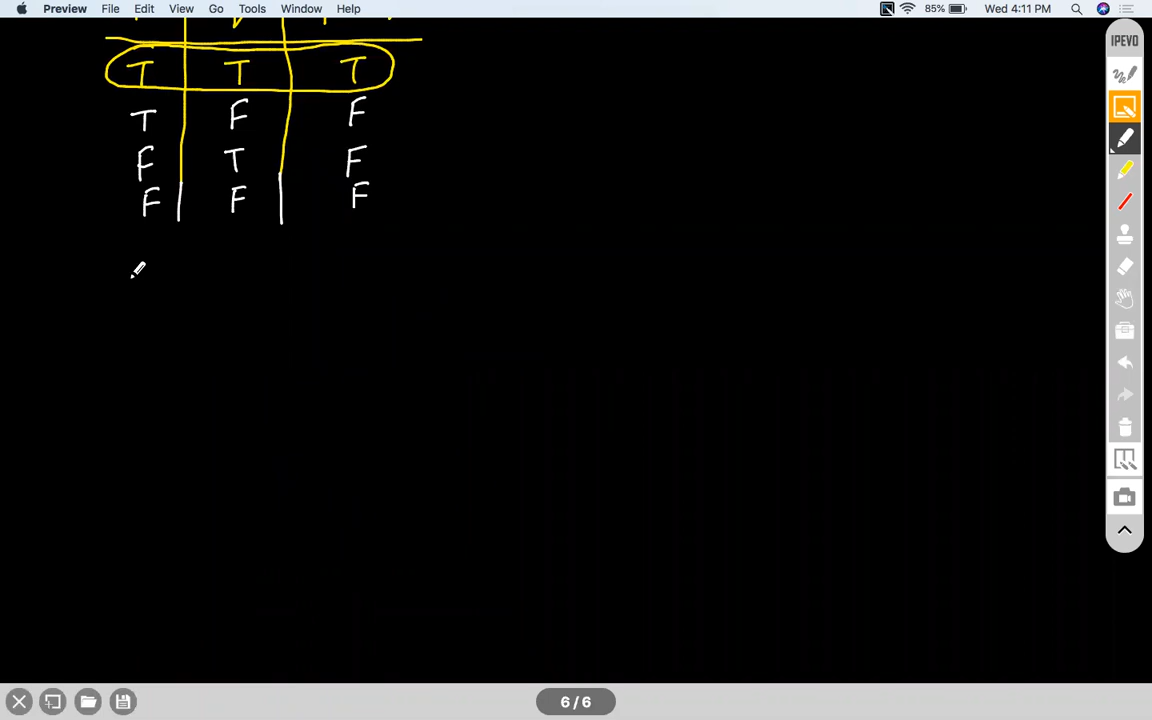 Preview File Edit View Go Tools Window Help 85% Wed 4:11 PM
IPEVO
T T T
T F F
F T F
F F F
6 / 6